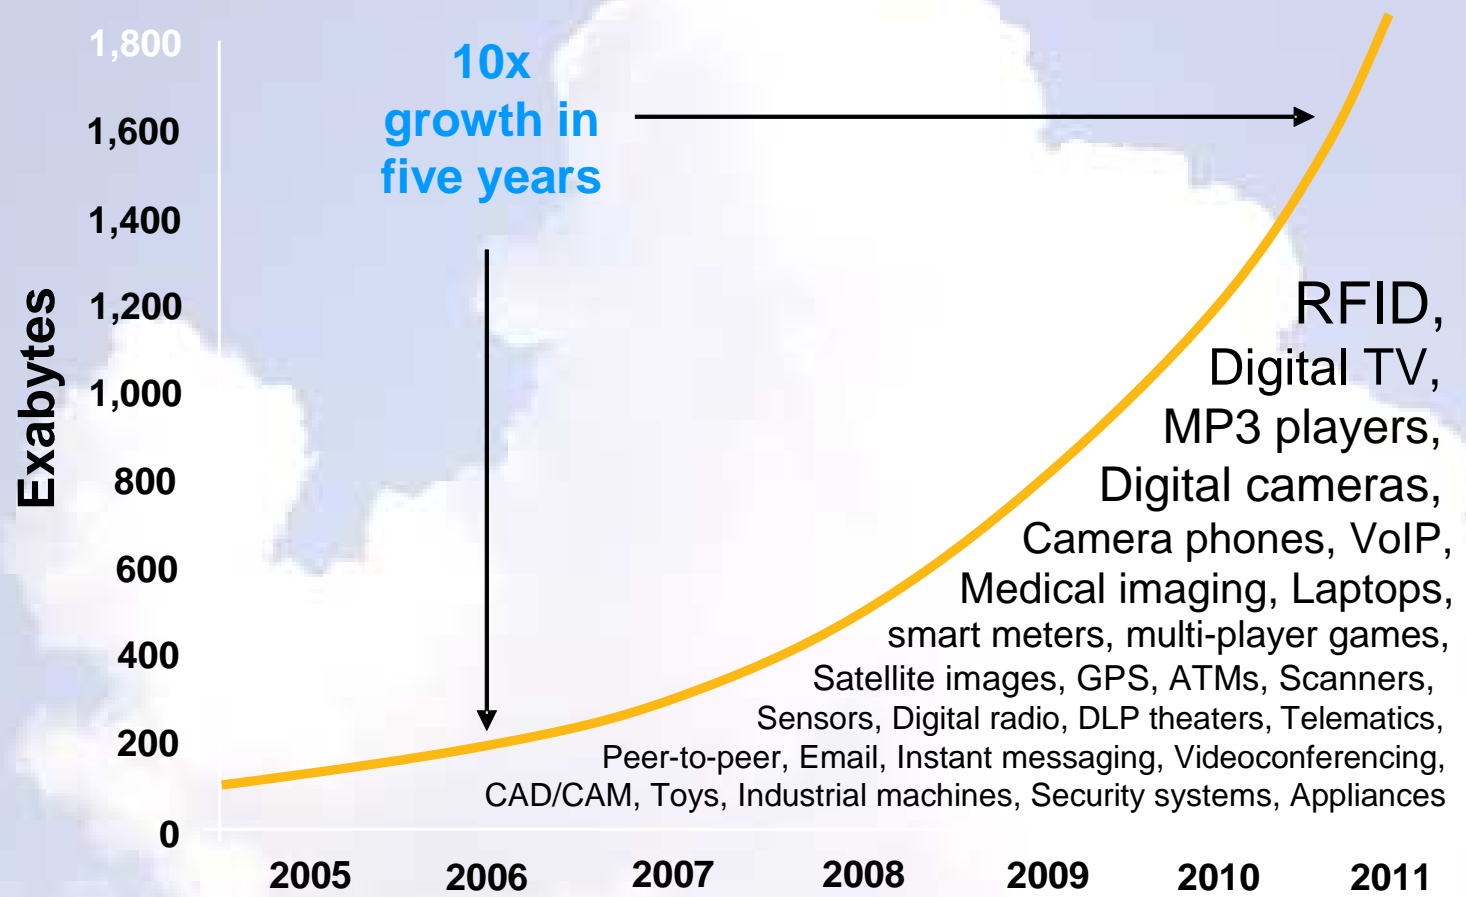 1,800
1,600
1,400
1,200
1,000
800
600
400
200
0
Exabytes
10x
growth in
five years
RFID,
Digital TV,
MP3 players,
Digital cameras,
Camera phones, VoIP,
Medical imaging, Laptops,
smart meters, multi-player games,
Satellite images, GPS, ATMs, Scanners,
Sensors, Digital radio, DLP theaters, Telematics,
Peer-to-peer, Email, Instant messaging, Videoconferencing,
CAD/CAM, Toys, Industrial machines, Security systems, Appliances
2005 2006 2007 2008 2009 2010 2011